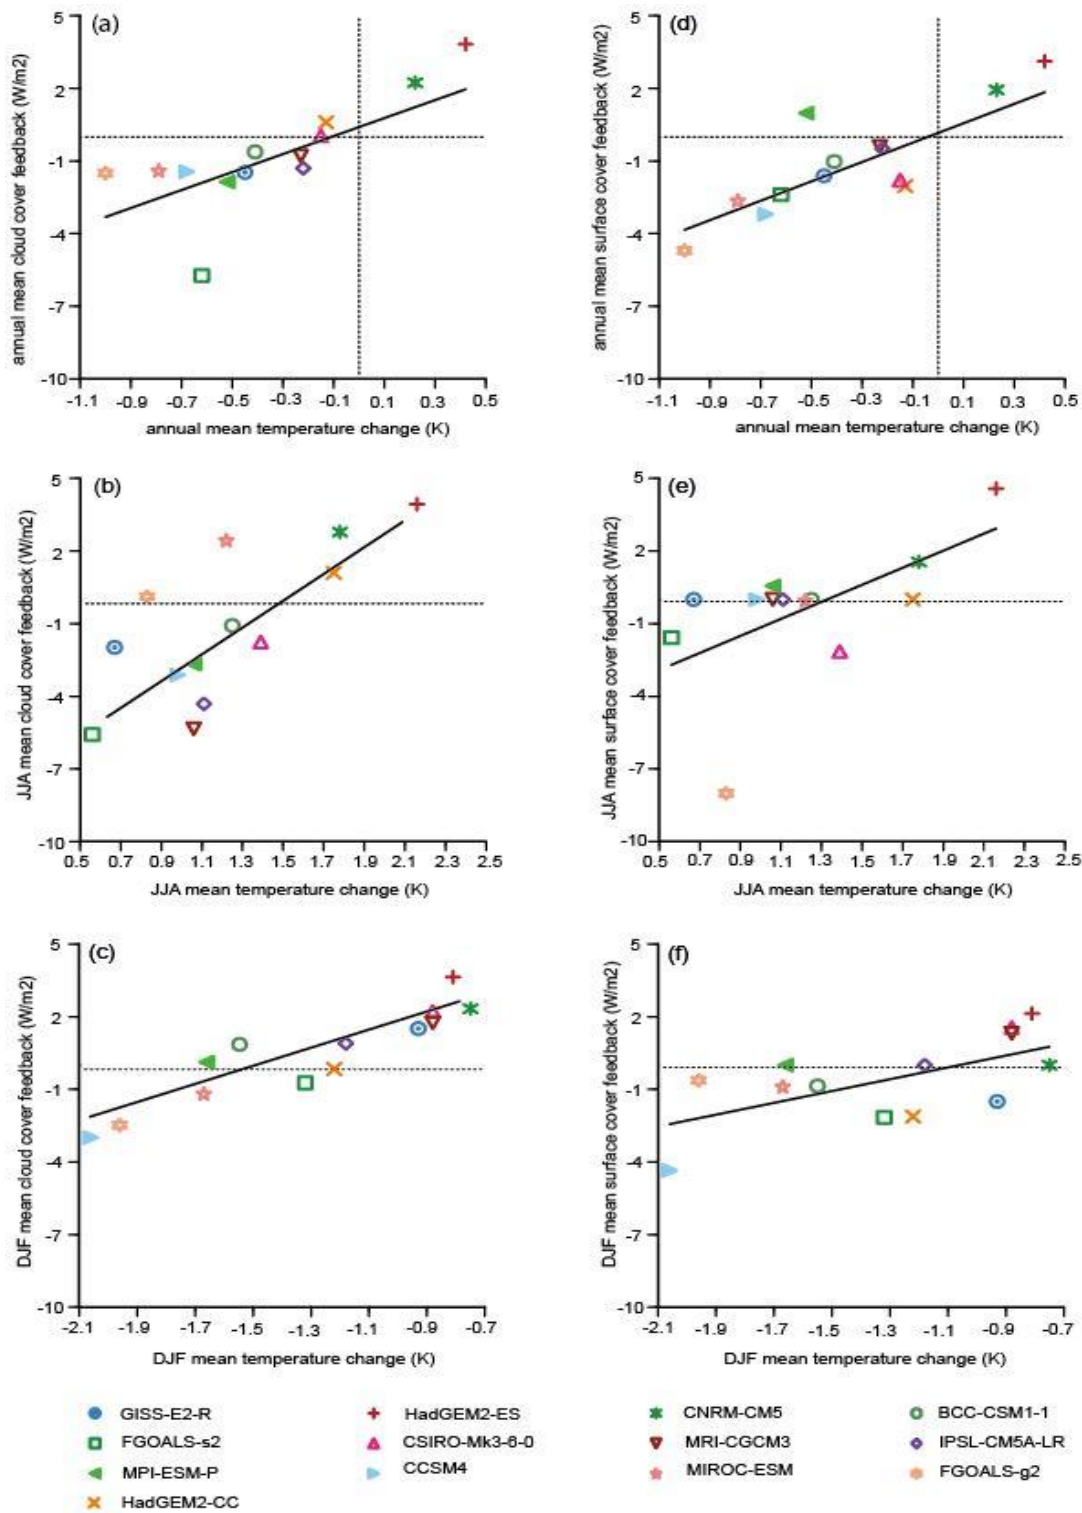 (a)
annual mean cloud cover feedback (W/m2)
5
2
-1
-4
-7
-10
-1.1 -0.9 -0.7 -0.5 -0.3 -0.1 0.1 0.3 0.5
annual mean temperature change (K)
(d)
annual mean surface cover feedback (W/m2)
5
2
-1
-4
-7
-10
-1.1 -0.9 -0.7 -0.5 -0.3 -0.1 0.1 0.3 0.5
annual mean temperature change (K)
(b)
JJA mean cloud cover feedback (W/m2)
5
2
-1
-4
-7
-10
0.5 0.7 0.9 1.1 1.3 1.5 1.7 1.9 2.1 2.3 2.5
JJA mean temperature change (K)
(e)
JJA mean surface cover feedback (W/m2)
5
2
-1
-4
-7
-10
0.5 0.7 0.9 1.1 1.3 1.5 1.7 1.9 2.1 2.3 2.5
JJA mean temperature change (K)
(c)
DJF mean cloud cover feedback (W/m2)
5
2
-1
-4
-7
-10
-2.1 -1.9 -1.7 -1.5 -1.3 -1.1 -0.9 -0.7
DJF mean temperature change (K)
(f)
DJF mean surface cover feedback (W/m2)
5
2
-1
-4
-7
-10
-2.1 -1.9 -1.7 -1.5 -1.3 -1.1 -0.9 -0.7
DJF mean temperature change (K)
GISS-E2-R HadGEM2-ES CNRM-CM5 BCC-CSM1-1
FGOALS-s2 CSIRO-Mk3-6-0 MRI-CGCM3 IPSL-CM5A-LR
MPI-ESM-P CCSM4 MIROC-ESM FGOALS-g2
HadGEM2-CC